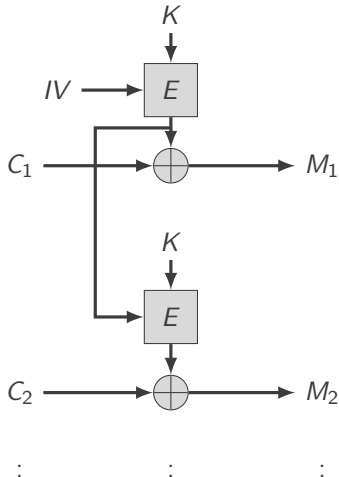 K
IV E
C₁ M₁
K
E
C₂ M₂
⋮ ⋮ ⋮